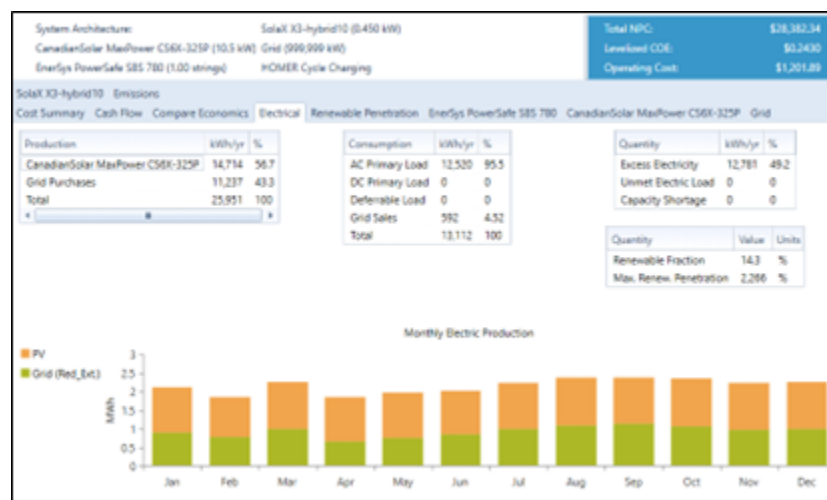 System Architecture: SolaX X3-hybrid10 (0.450 kW) Total NPC: $28,382.34
CanadianSolar MaxPower CS6X-325P (10.5 kW) Grid (999,999 kW) Levelized COE: $0.2430
EnerSys PowerSafe SBS 780 (1.00 strings) HOMER Cycle Charging Operating Cost: $1,201.89
SolaX X3-hybrid10 Emissions
Cost Summary Cash Flow Compare Economics Electrical Renewable Penetration EnerSys PowerSafe SBS 780 CanadianSolar MaxPower CS6X-325P Grid
Production kWh/yr %
CanadianSolar MaxPower CS6X-325P 14,714 56.7
Grid Purchases 11,237 43.3
Total 25,951 100
Consumption kWh/yr %
AC Primary Load 12,520 95.5
DC Primary Load 0 0
Deferrable Load 0 0
Grid Sales 592 4.52
Total 13,112 100
Quantity kWh/yr %
Excess Electricity 12,781 49.2
Unmet Electric Load 0 0
Capacity Shortage 0 0
Quantity Value Units
Renewable Fraction 14.3 %
Max. Renew. Penetration 2,266 %
Monthly Electric Production
PV
Grid (Red_Ext.)
MWh
3
2.5
2
1.5
1
0.5
0
Jan Feb Mar Apr May Jun Jul Aug Sep Oct Nov Dec